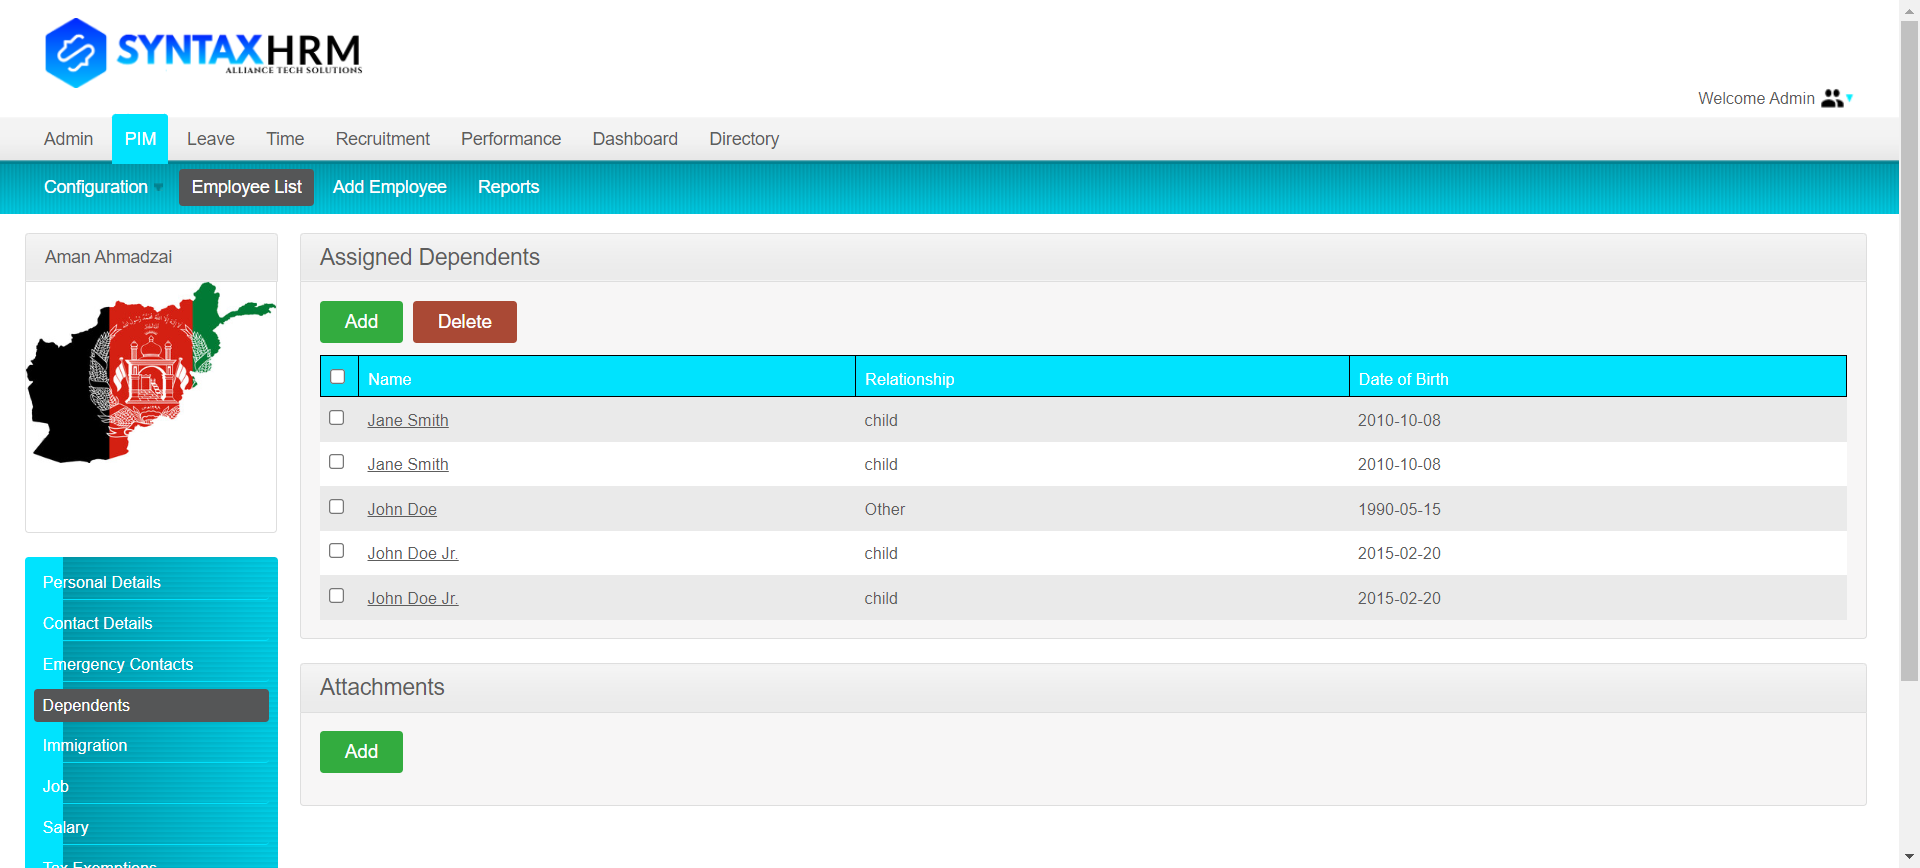 SYNTAXHRM
ALLIANCE TECH SOLUTIONS
Welcome Admin
Admin PIM Leave Time Recruitment Performance Dashboard Directory
Configuration Employee List Add Employee Reports
Aman Ahmadzai
Assigned Dependents
Add Delete
Name Relationship Date of Birth
Jane Smith child 2010-10-08
Jane Smith child 2010-10-08
John Doe Other 1990-05-15
John Doe Jr. child 2015-02-20
John Doe Jr. child 2015-02-20
Personal Details
Contact Details
Emergency Contacts
Dependents
Immigration
Job
Salary
Tax Exemptions
Attachments
Add